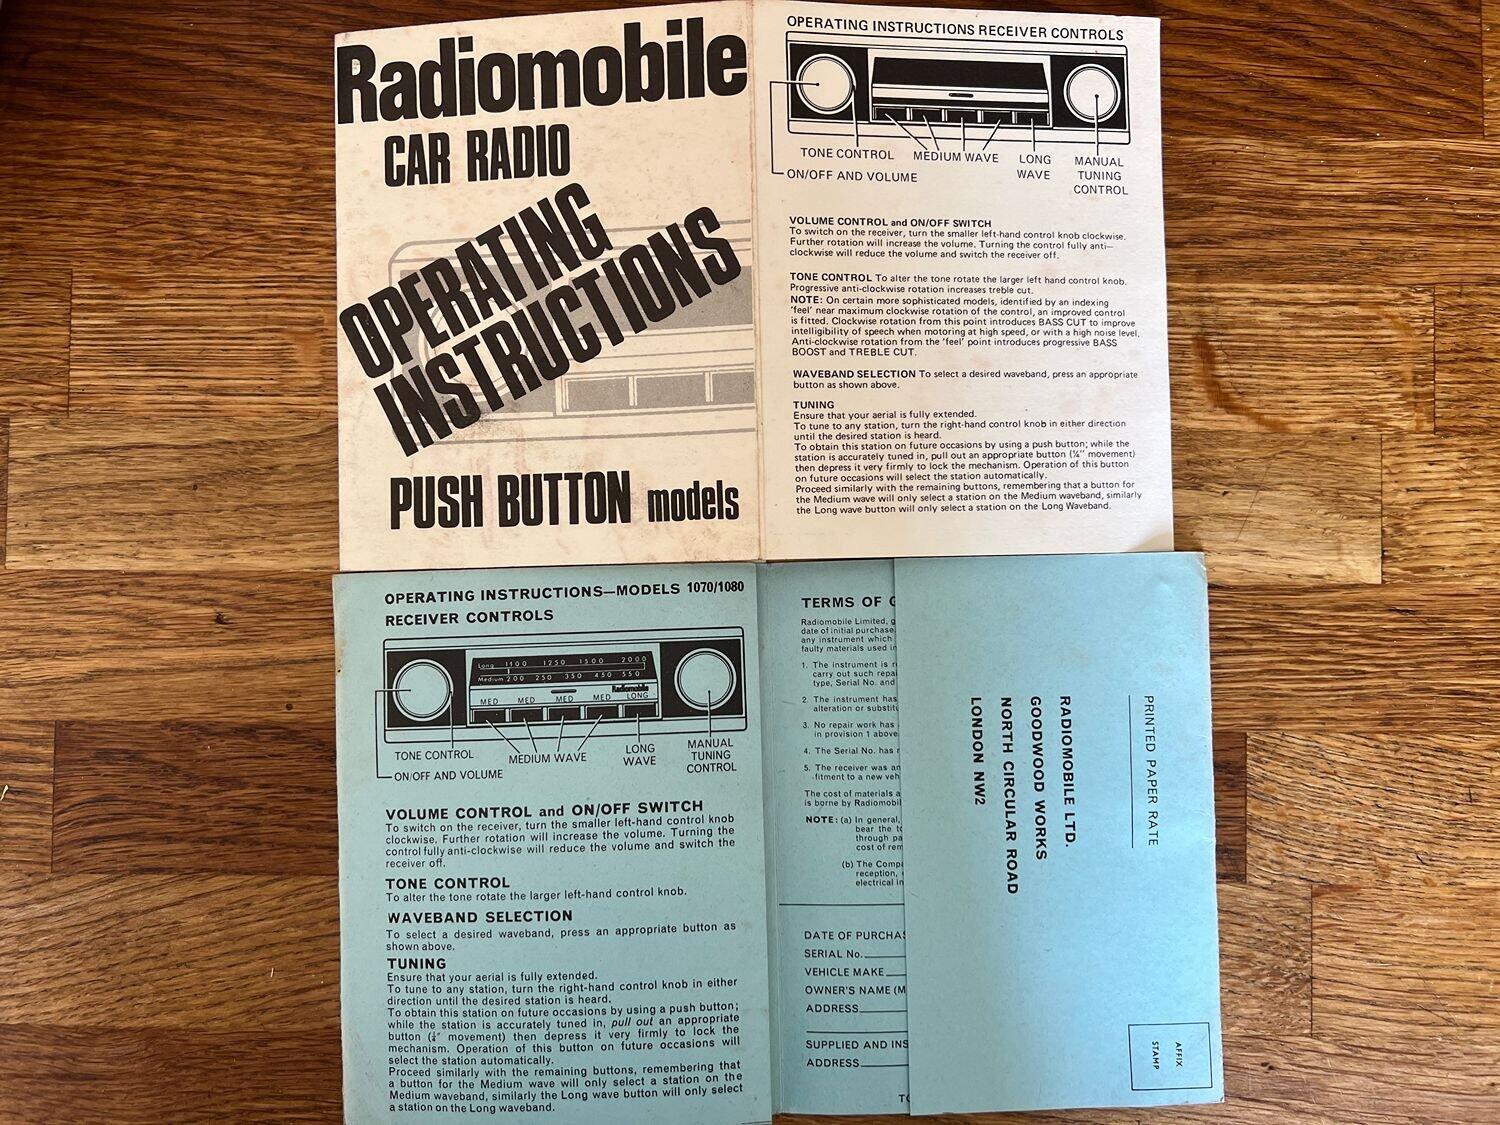 Radiomobile
CAR RADIO
OPERATING
INSTRUCTIONS
PUSH BUTTON models
OPERATING INSTRUCTIONS RECEIVER CONTROLS
TONE CONTROL
MEDIUM WAVE
LONG
WAVE
MANUAL
TUNING
CONTROL
ON/OFF AND VOLUME
VOLUME CONTROL and ON/OFF SWITCH
To switch on the receiver, turn the smaller left-hand control knob clockwise.
Further rotation will increase the volume. Turning the control fully anti-
clockwise will reduce the volume and switch the receiver off.
TONE CONTROL To alter the tone rotate the larger left hand control knob.
Progressive anti-clockwise rotation increases treble cut.
NOTE: On certain more sophisticated models, identified by an indexing
'feel' near maximum clockwise rotation of the control, an improved control
is fitted. Clockwise rotation from this point introduces BASS CUT to improve
intelligibility of speech when motoring at high speed, or with a high noise level.
Anti-clockwise rotation from the 'feel' point introduces progressive BASS
BOOST and TREBLE CUT.
WAVEBAND SELECTION To select a desired waveband, press an appropriate
button as shown above.
TUNING
Ensure that your aerial is fully extended.
To tune to any station, turn the right-hand control knob in either direction
until the desired station is heard.
To obtain this station on future occasions by using a push button; while the
station is accurately tuned in, pull out an appropriate button (¼" movement)
then depress it very firmly to lock the mechanism. Operation of this button
on future occasions will select the station automatically.
Proceed similarly with the remaining buttons, remembering that a button for
the Medium wave will only select a station on the Medium waveband, similarly
the Long wave button will only select a station on the Long Waveband.
OPERATING INSTRUCTIONS—MODELS 1070/1080
RECEIVER CONTROLS
Long 1100 1250 1500 2000
Medium 200 250 350 450 550
Radiomobile
MED MED MED MED LONG
TONE CONTROL
MEDIUM WAVE
LONG
WAVE
MANUAL
TUNING
CONTROL
ON/OFF AND VOLUME
VOLUME CONTROL and ON/OFF SWITCH
To switch on the receiver, turn the smaller left-hand control knob
clockwise. Further rotation will increase the volume. Turning the
control fully anti-clockwise will reduce the volume and switch the
receiver off.
TONE CONTROL
To alter the tone rotate the larger left-hand control knob.
WAVEBAND SELECTION
To select a desired waveband, press an appropriate button as
shown above.
TUNING
Ensure that your aerial is fully extended.
To tune to any station, turn the right-hand control knob in either
direction until the desired station is heard.
To obtain this station on future occasions by using a push button;
while the station is accurately tuned in, pull out an appropriate
button (¼" movement) then depress it very firmly to lock the
mechanism. Operation of this button on future occasions will
select the station automatically.
Proceed similarly with the remaining buttons, remembering that
a button for the Medium wave will only select a station on the
Medium waveband, similarly the Long wave button will only select
a station on the Long waveband.
TERMS OF
Radiomobile Limited, g
date of initial purchase.
any instrument which
faulty materials used in
1. The instrument is r
carry out such repa
type, Serial No. and
2. The instrument has
alteration or substitu
3. No repair work has
in provision 1 above
4. The Serial No. has
5. The receiver was an
fitment to a new veh
The cost of materials a
is borne by Radiomobil
NOTE: (a) In general,
bear the to
through pa
cost of rem
(b) The Compa
reception,
electrical in
DATE OF PURCHAS
SERIAL No.
VEHICLE MAKE
OWNER'S NAME (M
ADDRESS
SUPPLIED AND INS
ADDRESS
TO
PRINTED PAPER RATE
RADIOMOBILE LTD.
GOODWOOD WORKS
NORTH CIRCULAR ROAD
LONDON NW2
AFFIX
STAMP